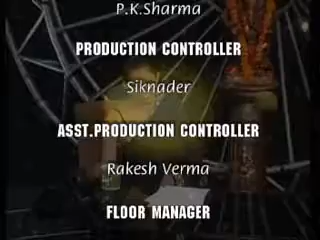 P.K.Sharma
PRODUCTION CONTROLLER
Siknader
ASST.PRODUCTION CONTROLLER
Rakesh Verma
FLOOR MANAGER